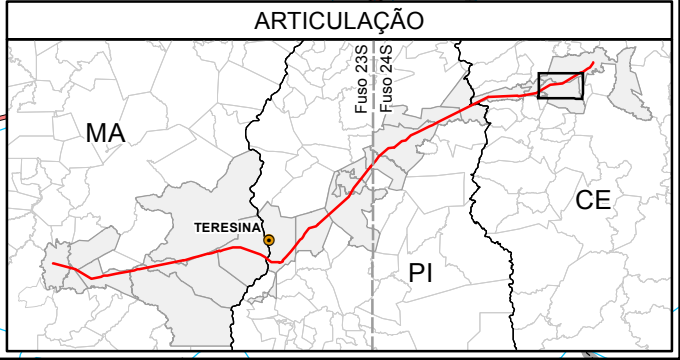 ARTICULAÇÃO
Fuso 23S
Fuso 24S
MA
CE
TERESINA
PI